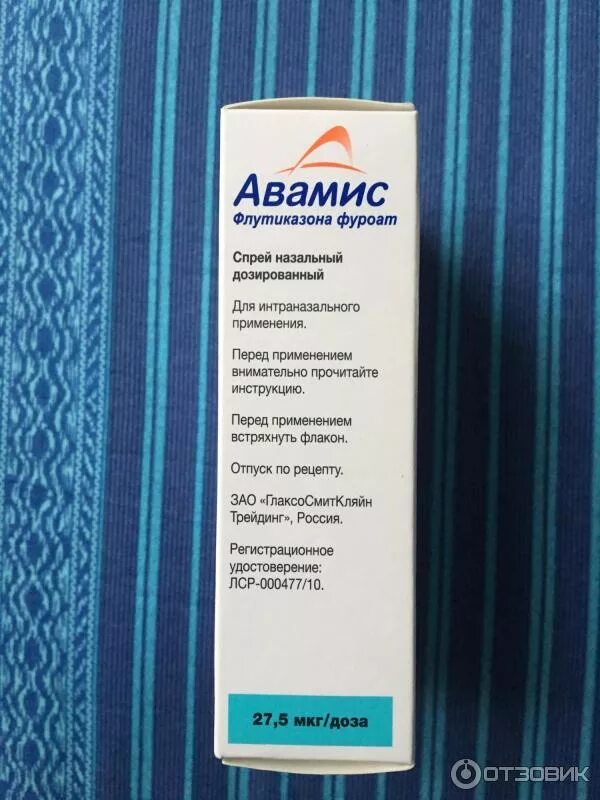 Авамис
Флутиказона фуроат
Спрей назальный
дозированный
Для интраназального
применения.
Перед применением
внимательно прочитайте
инструкцию.
Перед применением
встряхнуть флакон.
Отпуск по рецепту.
ЗАО «ГлаксоСмитКляйн
Трейдинг», Россия.
Регистрационное
удостоверение:
ЛСР-000477/10.
27,5 мкг/доза
ОТЗОВИК